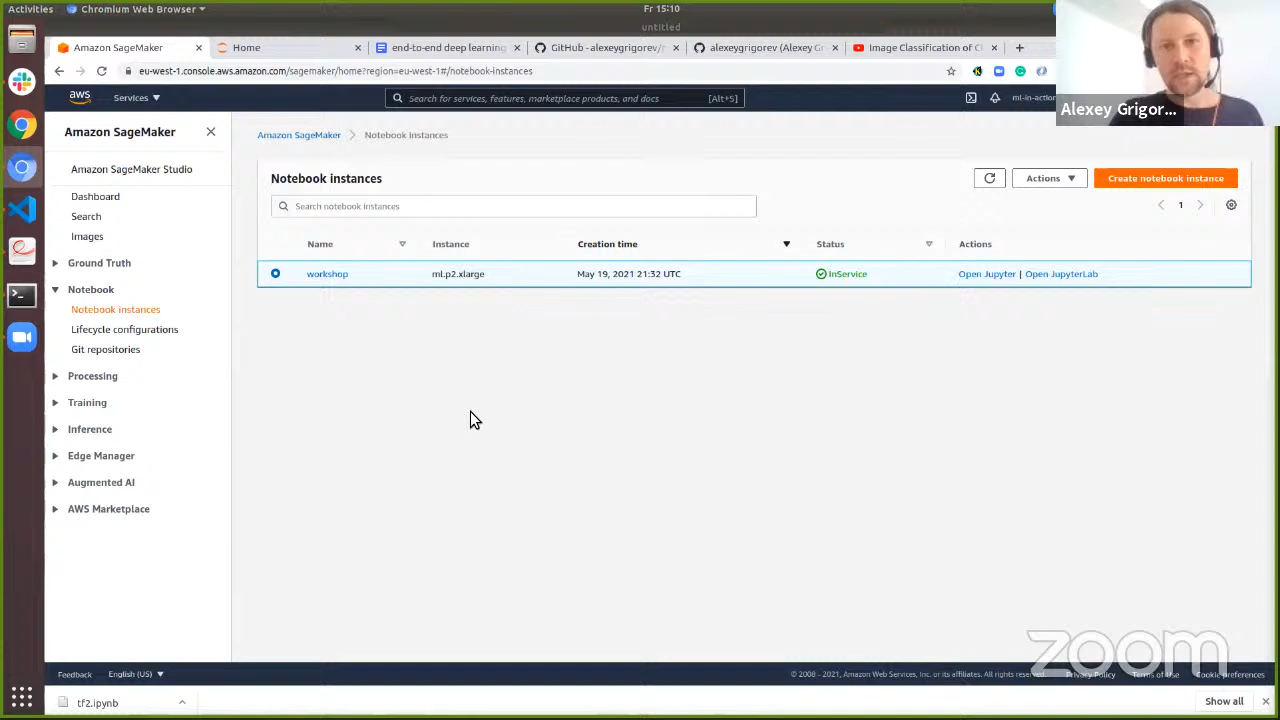 Activities
Chromium Web Browser
Fr 15:10
untitled
Amazon SageMaker
Home
end-to-end deep learning
GitHub - alexeygrigorev/
alexeygrigorev (Alexey G
Image Classification of
eu-west-1.console.aws.amazon.com/sagemaker/home?region=eu-west-1#/notebook-instances
aws
Services
Search for services, features, marketplace products, and docs
[Alt+S]
ml-in-action
Alexey Grigor...
Amazon SageMaker
Amazon SageMaker Studio
Dashboard
Search
Images
Ground Truth
Notebook
Notebook instances
Lifecycle configurations
Git repositories
Processing
Training
Inference
Edge Manager
Augmented AI
AWS Marketplace
Amazon SageMaker
Notebook instances
Notebook instances
Actions
Create notebook instance
Search notebook instances
1
Name
Instance
Creation time
Status
Actions
workshop
ml.p2.xlarge
May 19, 2021 21:32 UTC
InService
Open Jupyter | Open JupyterLab
zoom
Feedback
English (US)
© 2008 - 2021, Amazon Web Services, Inc. or its affiliates. All rights reserved.
Privacy Policy
Terms of Use
Cookie preferences
tf2.ipynb
Show all